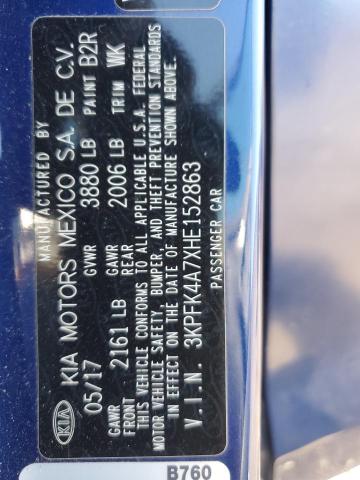 MANUFACTURED BY
KIA KIA MOTORS MEXICO S.A. DE C.V.
05/17 GVWR 3880 LB PAINT B2R
GAWR FRONT 2161 LB GAWR REAR 2006 LB TRIM WK
THIS VEHICLE CONFORMS TO ALL APPLICABLE U.S.A. FEDERAL
MOTOR VEHICLE SAFETY, BUMPER, AND THEFT PREVENTION STANDARDS
IN EFFECT ON THE DATE OF MANUFACTURE SHOWN ABOVE.
V.I.N. 3KPFK4A7XHE152863
PASSENGER CAR
B760